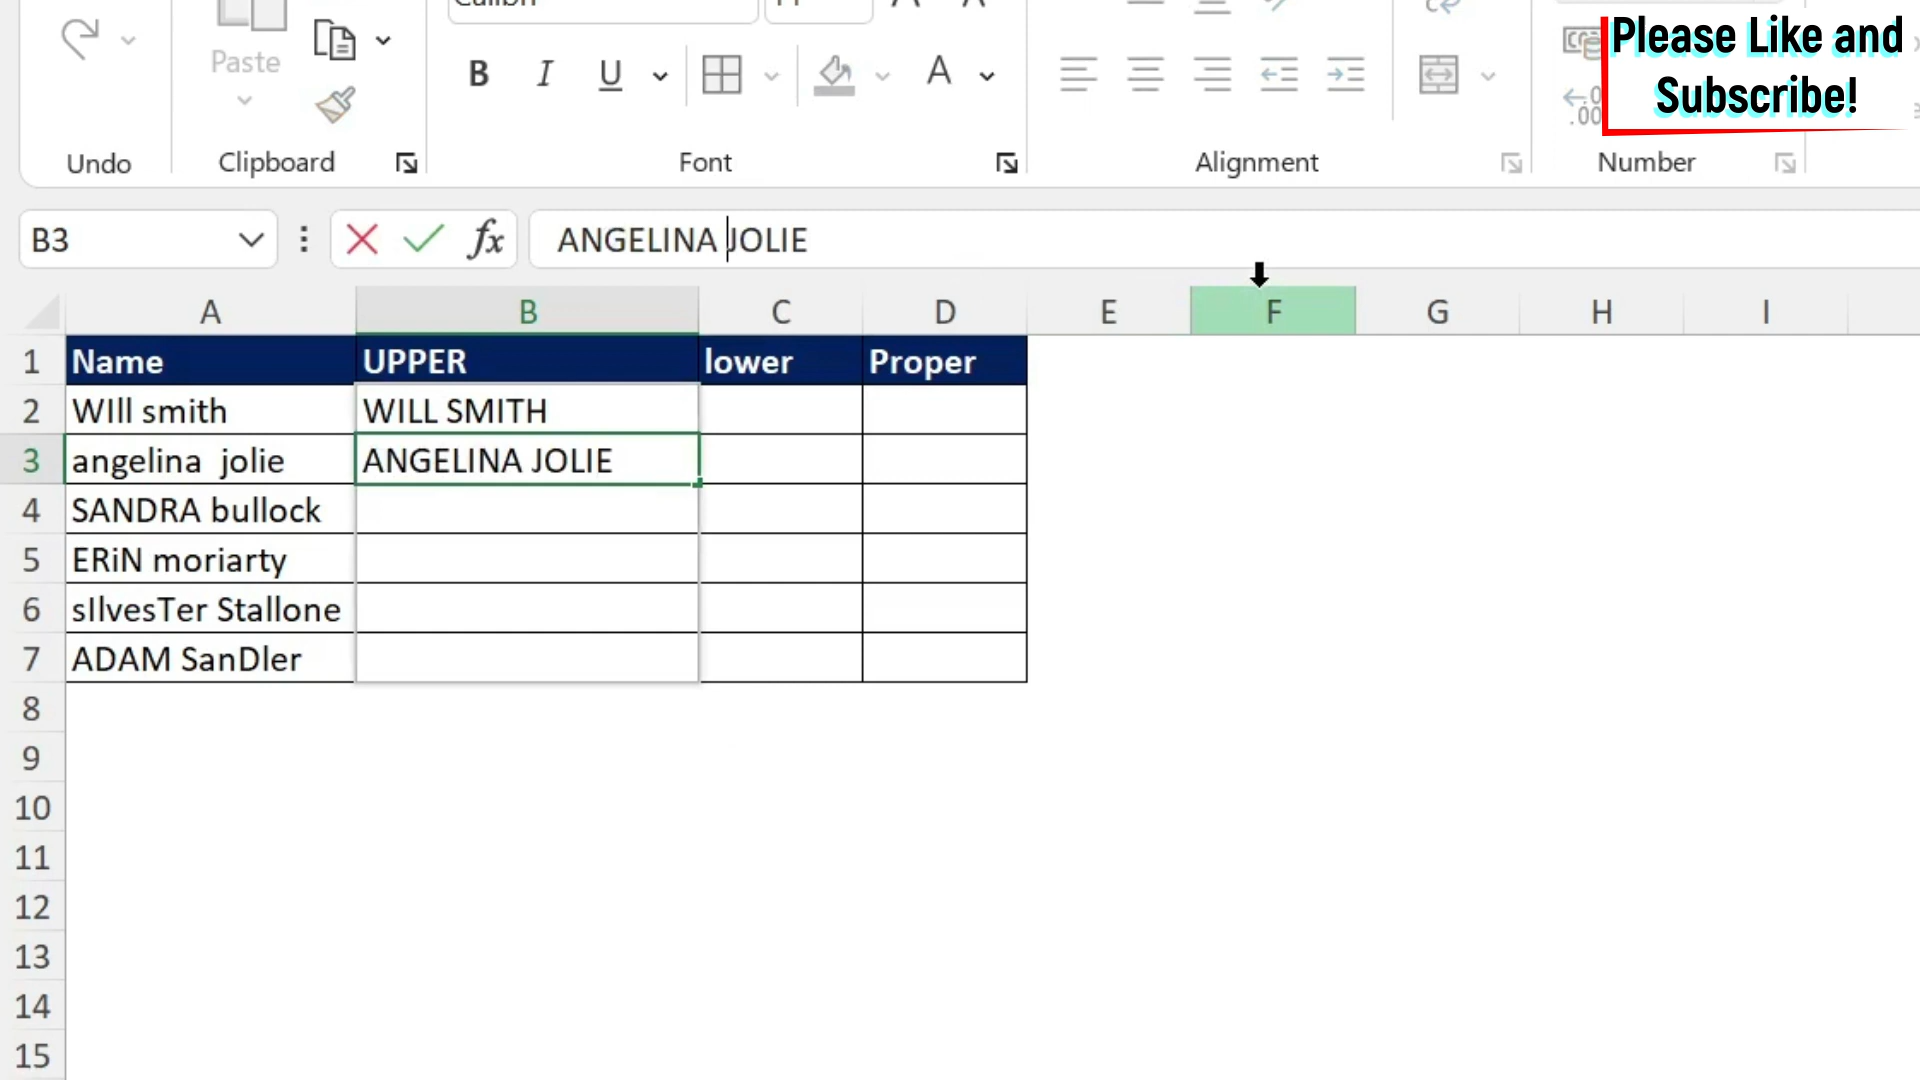 Please Like and
Subscribe!
Paste
B I U A
Undo Clipboard Font Alignment Number
B3 fx ANGELINA JOLIE
A B C D E F G H I
1 Name UPPER lower Proper
2 WIll smith WILL SMITH
3 angelina  jolie ANGELINA JOLIE
4 SANDRA bullock
5 ERiN moriarty
6 sIlvesTer Stallone
7 ADAM SanDler
8
9
10
11
12
13
14
15